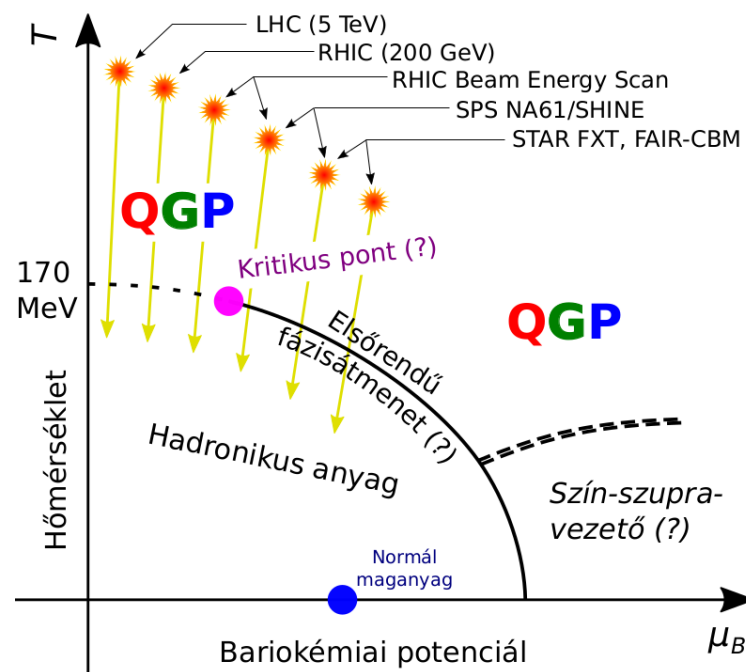 T
LHC (5 TeV)
RHIC (200 GeV)
RHIC Beam Energy Scan
SPS NA61/SHINE
STAR FXT, FAIR-CBM
QGP
Kritikus pont (?)
170
MeV
QGP
Elsőrendű
fázisátmenet (?)
Hőmérséklet
Hadronikus anyag
Szín-szupra-
vezető (?)
Normál
maganyag
Bariokémiai potenciál
μB